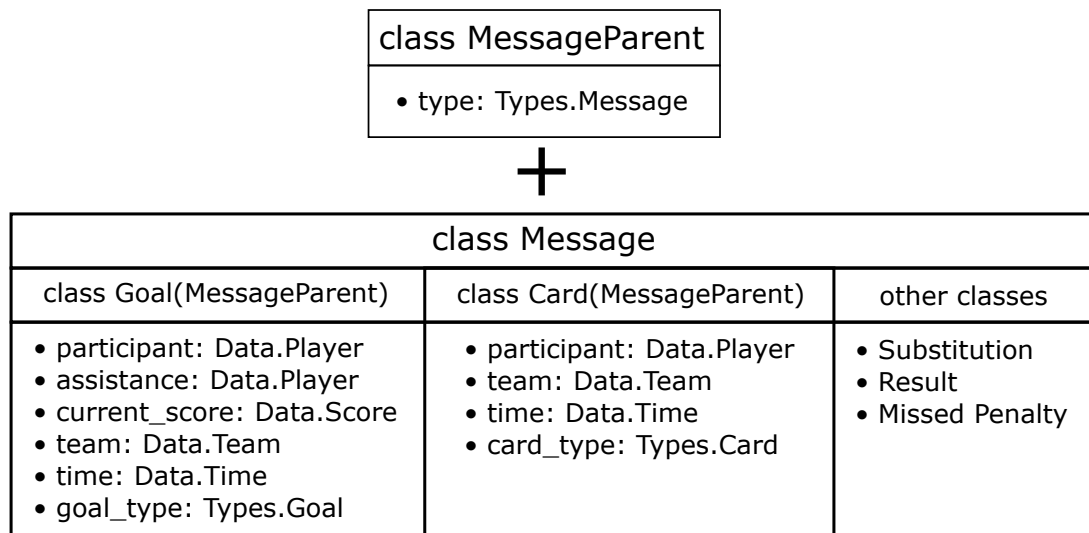 class MessageParent
• type: Types.Message
+
class Message
class Goal(MessageParent)
• participant: Data.Player
• assistance: Data.Player
• current_score: Data.Score
• team: Data.Team
• time: Data.Time
• goal_type: Types.Goal
class Card(MessageParent)
• participant: Data.Player
• team: Data.Team
• time: Data.Time
• card_type: Types.Card
other classes
• Substitution
• Result
• Missed Penalty